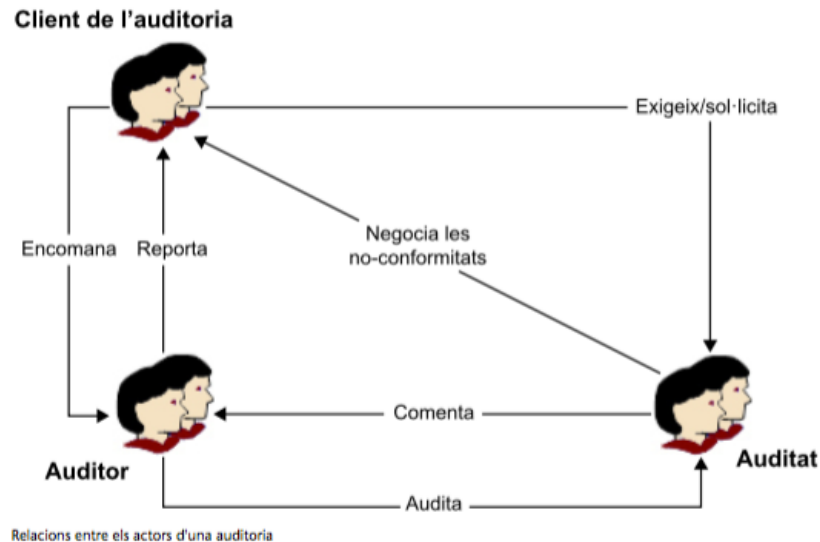 Client de l’auditoria
Exigeix/sol·licita
Negocia les
no-conformitats
Encomana
Reporta
Comenta
Auditor
Auditat
Audita
Relacions entre els actors d'una auditoria